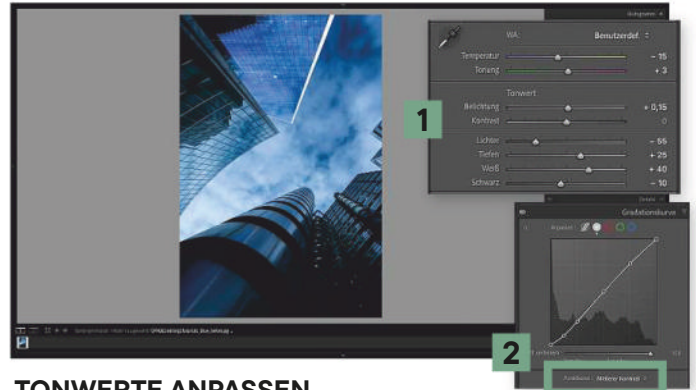 WA: Benutzerdef.
Temperatur - 15
Tonung + 3
Tonwert
Belichtung + 0,15
Kontrast 0
1
Lichter - 55
Tiefen + 25
Weiß + 40
Schwarz - 10
Gradationskurve
2
Mittlerer Kontrast
TONWERTE ANPASSEN